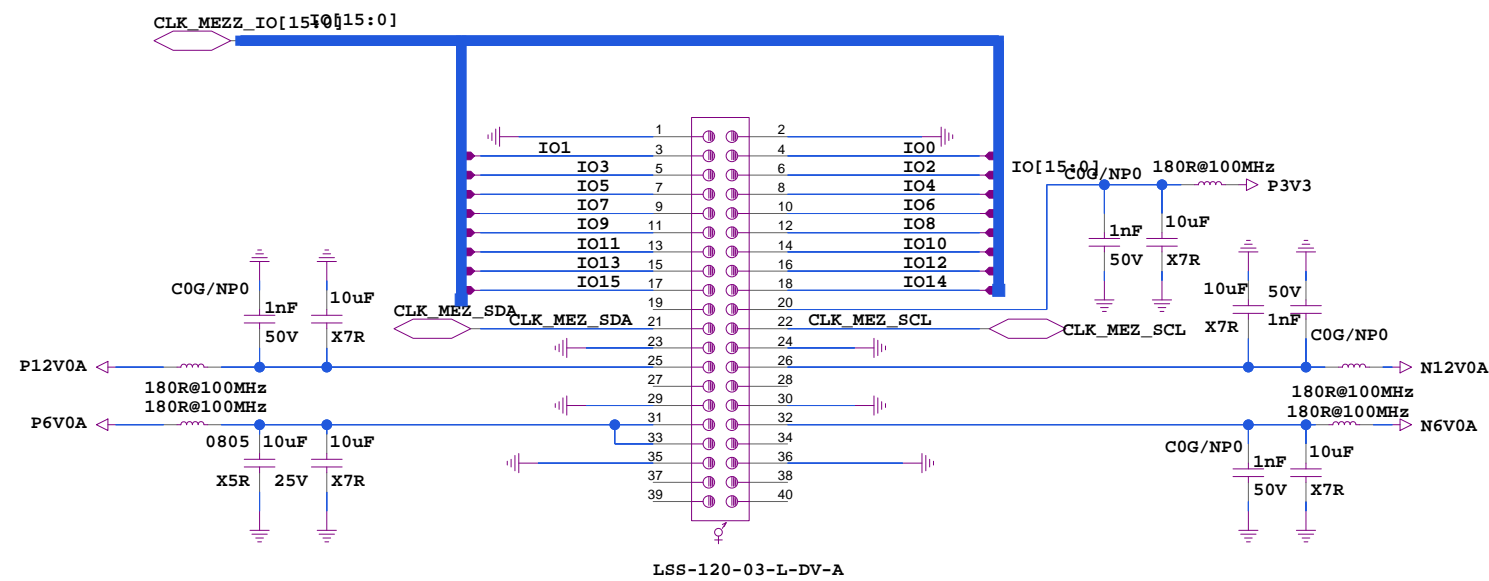 CLK_MEZZ_IO[15:0] IO[15:0]
1 2
IO1 3 4 IO0
IO3 5 6 IO2 IO[15:0] C0G/NP0 180R@100MHz
IO5 7 8 IO4 P3V3
IO7 9 10 IO6
IO9 11 12 IO8 1nF 10uF
IO11 13 14 IO10 50V X7R
IO13 15 16 IO12
C0G/NP0 10uF IO15 17 18 IO14 10uF 50V
1nF CLK_MEZ_SDA 19 20 1nF
50V X7R CLK_MEZ_SDA 21 22 CLK_MEZ_SCL CLK_MEZ_SCL X7R C0G/NP0
23 24
P12V0A 25 26 N12V0A
180R@100MHz 27 28 180R@100MHz
180R@100MHz 29 30 180R@100MHz
P6V0A 31 32 N6V0A
0805 10uF 10uF 33 34 C0G/NP0 10uF
35 36 1nF
X5R 25V X7R 37 38 50V X7R
39 40
LSS-120-03-L-DV-A